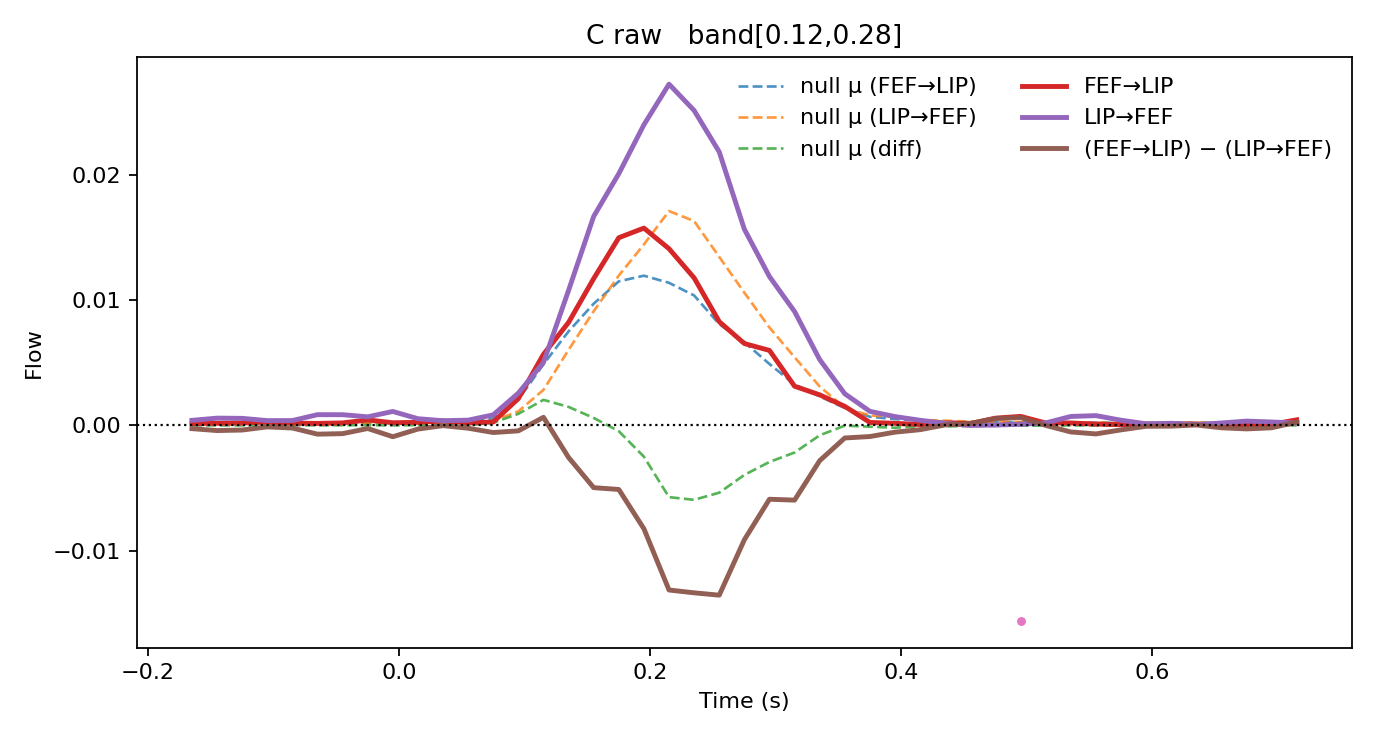 C raw   band[0.12,0.28]
null μ (FEF→LIP)
null μ (LIP→FEF)
null μ (diff)
FEF→LIP
LIP→FEF
(FEF→LIP) − (LIP→FEF)
Flow
0.02
0.01
0.00
−0.01
−0.2
0.0
0.2
0.4
0.6
Time (s)